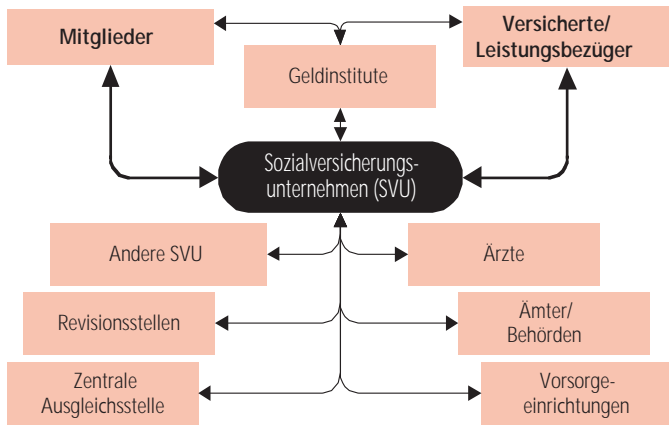 Mitglieder
Versicherte/
Leistungsbezüger
Geldinstitute
Sozialversicherungs-
unternehmen (SVU)
Andere SVU
Ärzte
Revisionsstellen
Ämter/
Behörden
Zentrale
Ausgleichsstelle
Vorsorge-
einrichtungen